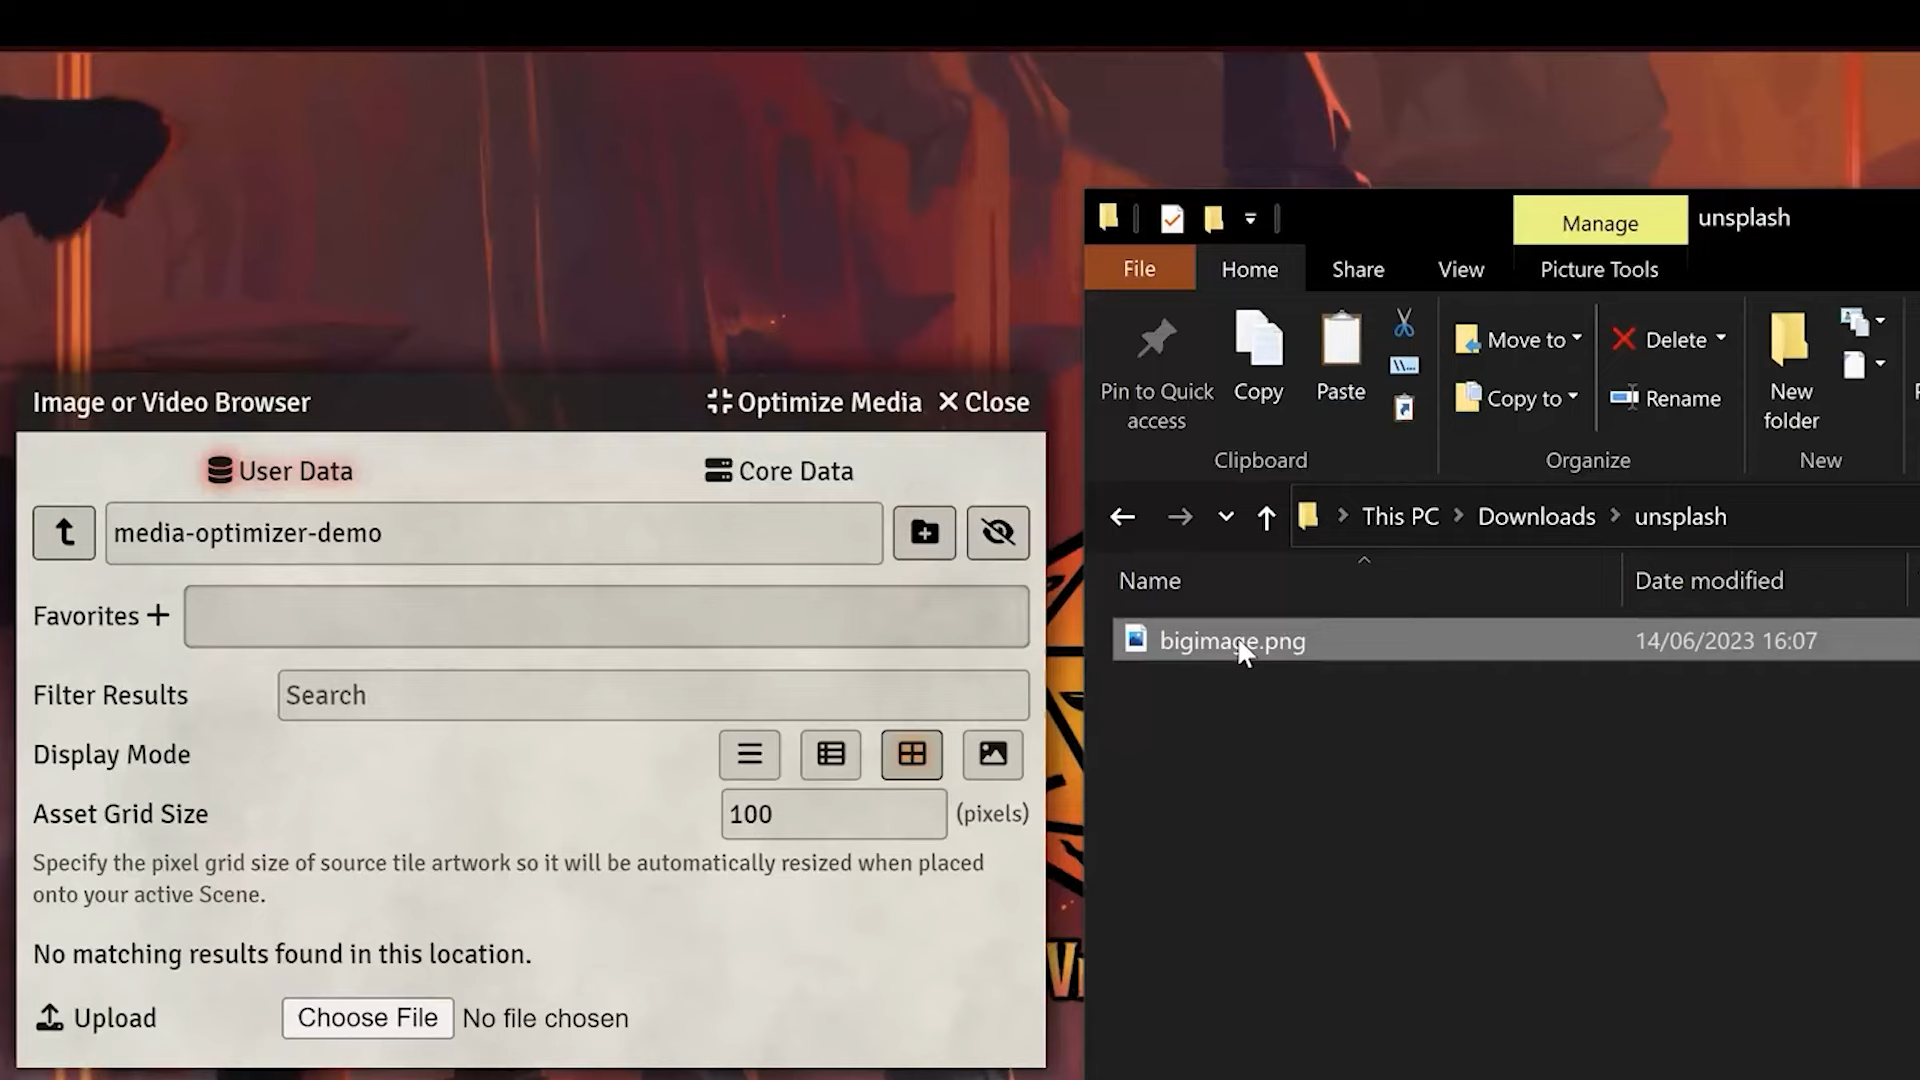 Image or Video Browser
Optimize Media
Close
User Data
Core Data
media-optimizer-demo
Favorites
Filter Results
Search
Display Mode
Asset Grid Size
100
(pixels)
Specify the pixel grid size of source tile artwork so it will be automatically resized when placed
onto your active Scene.
No matching results found in this location.
Upload
Choose File
No file chosen
Manage
unsplash
File
Home
Share
View
Picture Tools
Pin to Quick
access
Copy
Paste
Move to
Copy to
Delete
Rename
New
folder
Clipboard
Organize
New
This PC
Downloads
unsplash
Name
Date modified
bigimage.png
14/06/2023 16:07